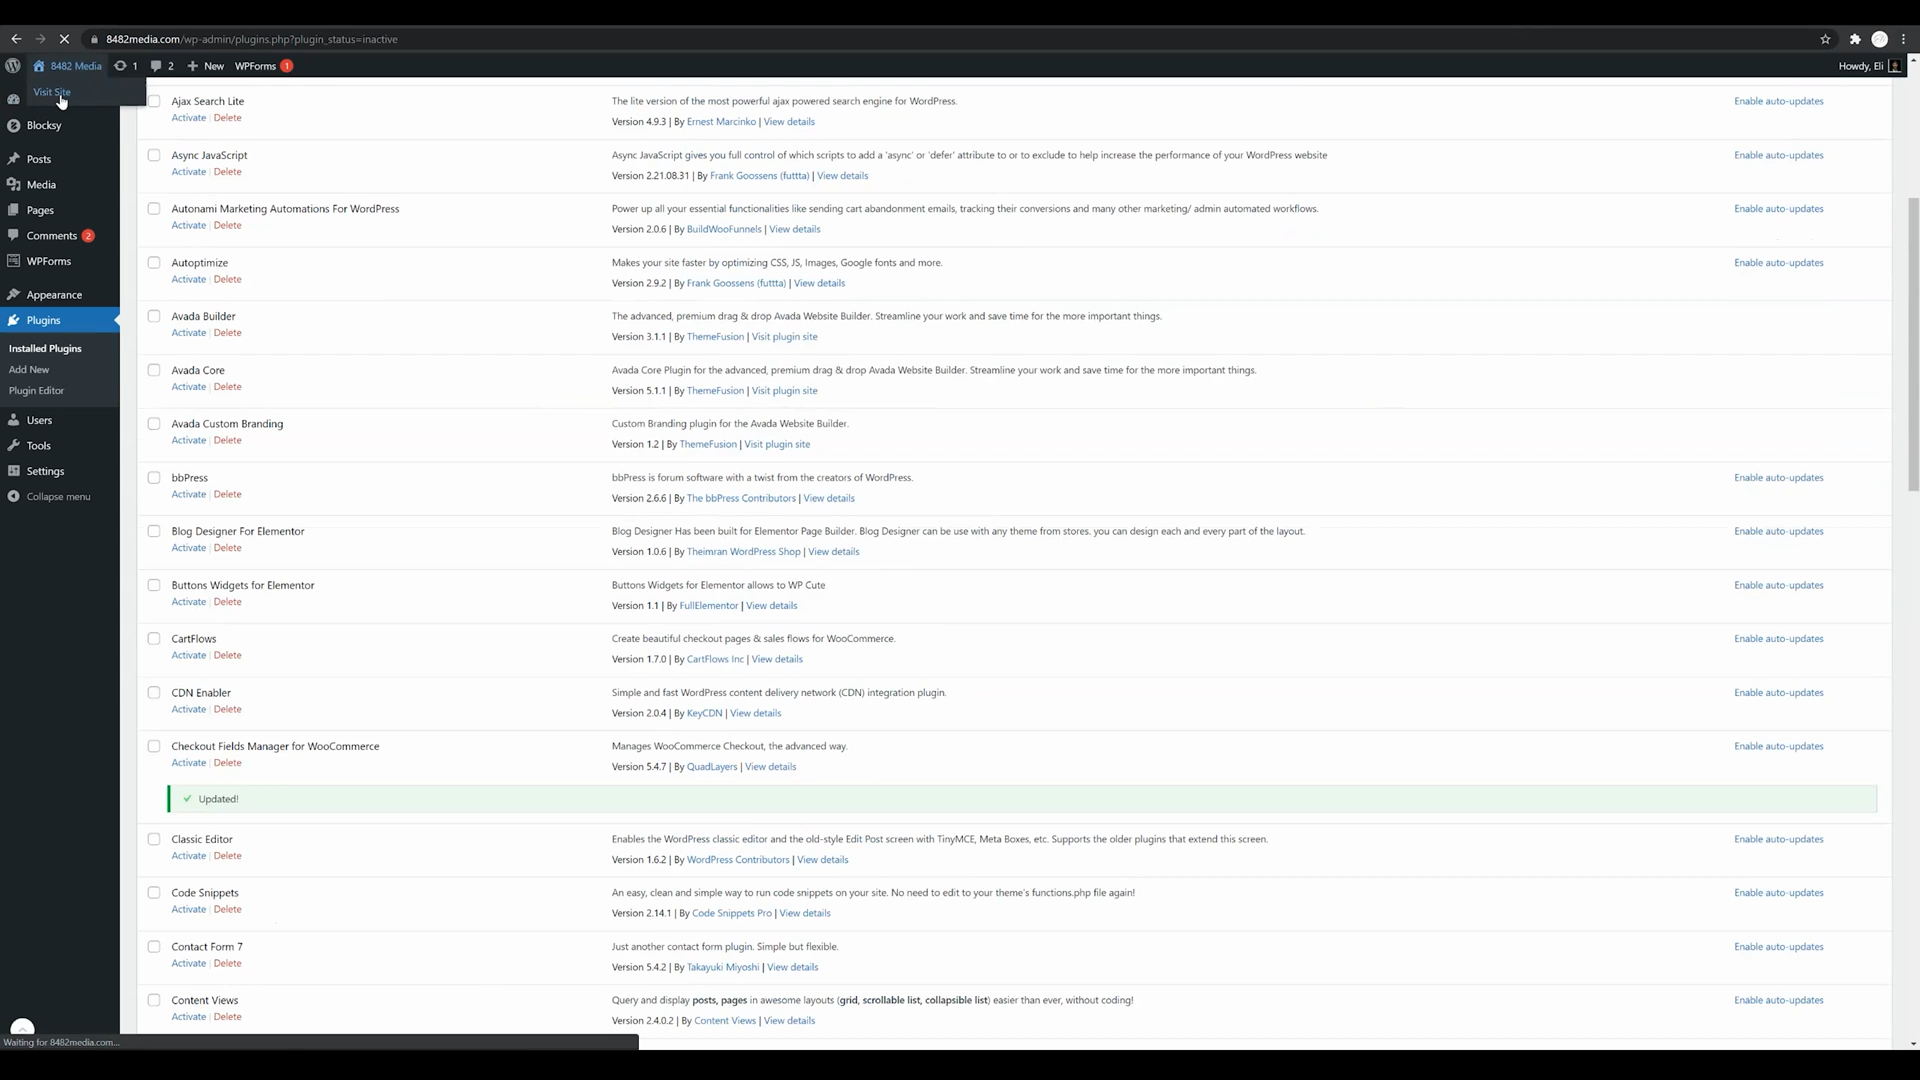 8482media.com/wp-admin/plugins.php?plugin_status=inactive
8482 Media 1 2 New WPForms 1 Howdy, Eli
Visit Site
Blocksy
Posts
Media
Pages
Comments 2
WPForms
Appearance
Plugins
Installed Plugins
Add New
Plugin Editor
Users
Tools
Settings
Collapse menu
Ajax Search Lite
Activate | Delete
The lite version of the most powerful ajax powered search engine for WordPress.
Version 4.9.3 | By Ernest Marcinko | View details
Enable auto-updates
Async JavaScript
Activate | Delete
Async JavaScript gives you full control of which scripts to add a 'async' or 'defer' attribute to or to exclude to help increase the performance of your WordPress website
Version 2.21.08.31 | By Frank Goossens (futtta) | View details
Enable auto-updates
Autonami Marketing Automations For WordPress
Activate | Delete
Power up all your essential functionalities like sending cart abandonment emails, tracking their conversions and many other marketing/ admin automated workflows.
Version 2.0.6 | By BuildWooFunnels | View details
Enable auto-updates
Autoptimize
Activate | Delete
Makes your site faster by optimizing CSS, JS, Images, Google fonts and more.
Version 2.9.2 | By Frank Goossens (futtta) | View details
Enable auto-updates
Avada Builder
Activate | Delete
The advanced, premium drag & drop Avada Website Builder. Streamline your work and save time for the more important things.
Version 3.1.1 | By ThemeFusion | Visit plugin site
Avada Core
Activate | Delete
Avada Core Plugin for the advanced, premium drag & drop Avada Website Builder. Streamline your work and save time for the more important things.
Version 5.1.1 | By ThemeFusion | Visit plugin site
Avada Custom Branding
Activate | Delete
Custom Branding plugin for the Avada Website Builder.
Version 1.2 | By ThemeFusion | Visit plugin site
bbPress
Activate | Delete
bbPress is forum software with a twist from the creators of WordPress.
Version 2.6.6 | By The bbPress Contributors | View details
Enable auto-updates
Blog Designer For Elementor
Activate | Delete
Blog Designer Has been built for Elementor Page Builder. Blog Designer can be use with any theme from stores. you can design each and every part of the layout.
Version 1.0.6 | By Theimran WordPress Shop | View details
Enable auto-updates
Buttons Widgets for Elementor
Activate | Delete
Buttons Widgets for Elementor allows to WP Cute
Version 1.1 | By FullElementor | View details
Enable auto-updates
CartFlows
Activate | Delete
Create beautiful checkout pages & sales flows for WooCommerce.
Version 1.7.0 | By CartFlows Inc | View details
Enable auto-updates
CDN Enabler
Activate | Delete
Simple and fast WordPress content delivery network (CDN) integration plugin.
Version 2.0.4 | By KeyCDN | View details
Enable auto-updates
Checkout Fields Manager for WooCommerce
Activate | Delete
Manages WooCommerce Checkout, the advanced way.
Version 5.4.7 | By QuadLayers | View details
Enable auto-updates
Updated!
Classic Editor
Activate | Delete
Enables the WordPress classic editor and the old-style Edit Post screen with TinyMCE, Meta Boxes, etc. Supports the older plugins that extend this screen.
Version 1.6.2 | By WordPress Contributors | View details
Enable auto-updates
Code Snippets
Activate | Delete
An easy, clean and simple way to run code snippets on your site. No need to edit to your theme's functions.php file again!
Version 2.14.1 | By Code Snippets Pro | View details
Enable auto-updates
Contact Form 7
Activate | Delete
Just another contact form plugin. Simple but flexible.
Version 5.4.2 | By Takayuki Miyoshi | View details
Enable auto-updates
Content Views
Activate | Delete
Query and display posts, pages in awesome layouts (grid, scrollable list, collapsible list) easier than ever, without coding!
Version 2.4.0.2 | By Content Views | View details
Enable auto-updates
Waiting for 8482media.com...